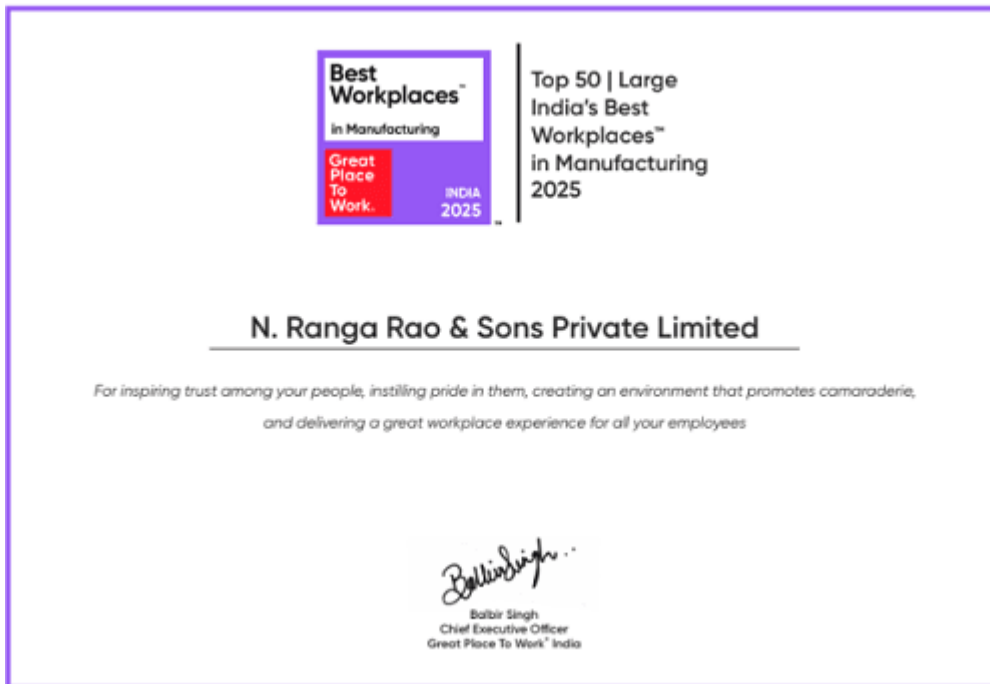 Best
Workplaces™
in Manufacturing
Great
Place
To
Work.
INDIA
2025
™
Top 50 | Large
India's Best
Workplaces™
in Manufacturing
2025
N. Ranga Rao & Sons Private Limited
For inspiring trust among your people, instilling pride in them, creating an environment that promotes camaraderie,
and delivering a great workplace experience for all your employees
Balbir Singh
Balbir Singh
Chief Executive Officer
Great Place To Work® India